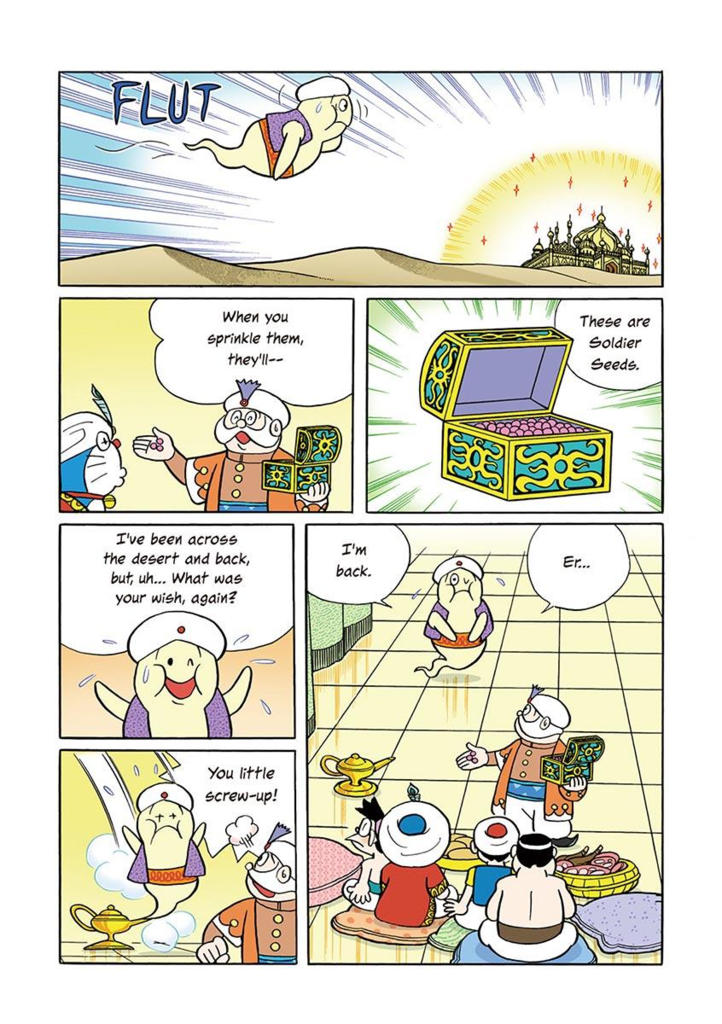 FLUT
These are
Soldier
Seeds.
When you
sprinkle them,
they'll--
Er...
I'm
back.
I've been across
the desert and back,
but, uh... What was
your wish, again?
You little
screw-up!